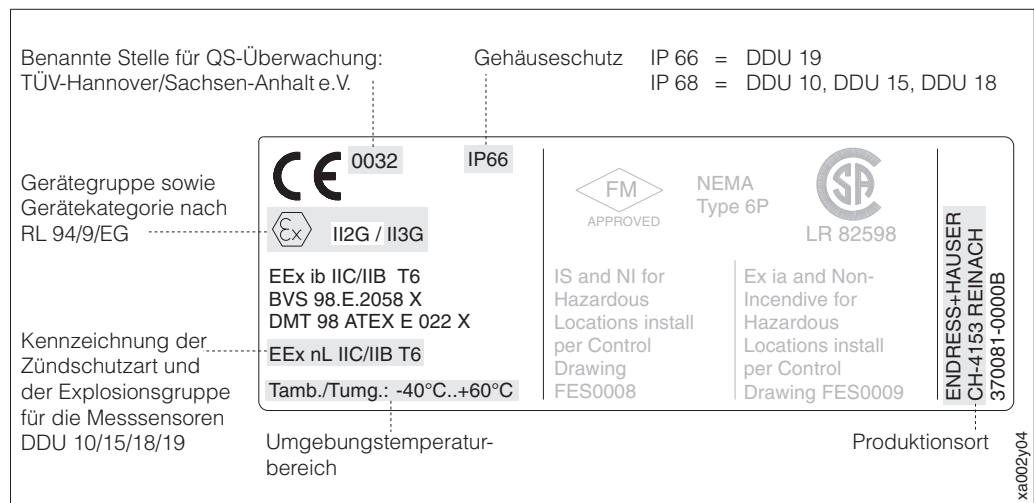 Benannte Stelle für QS-Überwachung:
TÜV-Hannover/Sachsen-Anhalt e.V.
Gehäuseschutz IP 66 = DDU 19
IP 68 = DDU 10, DDU 15, DDU 18
Gerätegruppe sowie
Gerätekategorie nach
RL 94/9/EG
Kennzeichnung der
Zündschutzart und
der Explosionsgruppe
für die Messsensoren
DDU 10/15/18/19
CE 0032
IP66
Ex II2G / II3G
EEx ib IIC/IIB T6
BVS 98.E.2058 X
DMT 98 ATEX E 022 X
EEx nL IIC/IIB T6
Tamb./Tumg.: -40°C..+60°C
FM
APPROVED
NEMA
Type 6P
SA
LR 82598
IS and NI for
Hazardous
Locations install
per Control
Drawing
FES0008
Ex ia and Non-
Incendive for
Hazardous
Locations install
per Control
Drawing FES0009
ENDRESS+HAUSER
CH-4153 REINACH
370081-0000B
Umgebungstemperatur-
bereich
Produktionsort
xa002y04